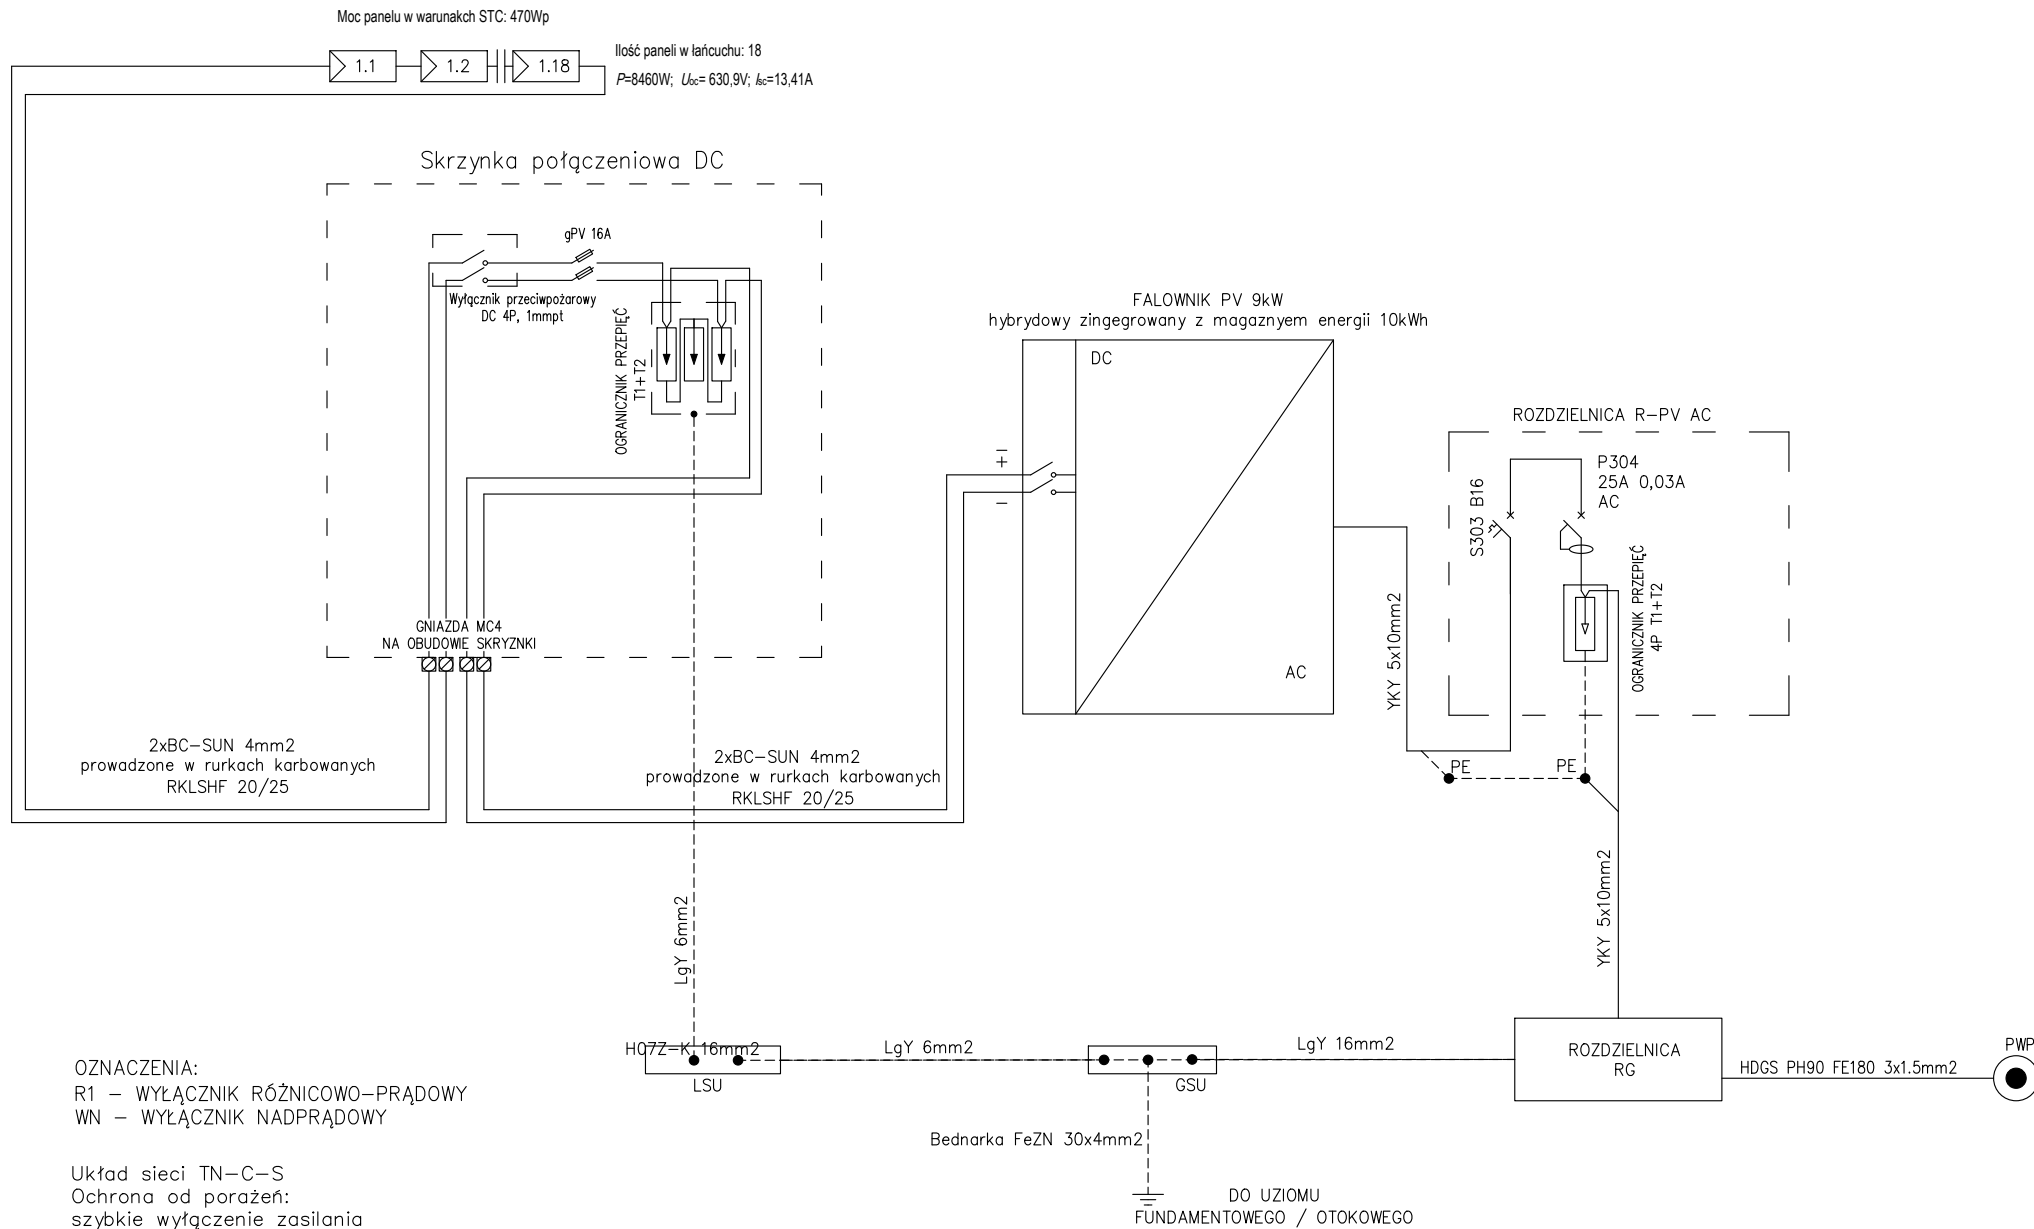 Moc panelu w warunakch STC: 470Wp
1.1
1.2
1.18
Ilość paneli w łańcuchu: 18
P=8460W; Uoc= 630,9V; Isc=13,41A
Skrzynka połączeniowa DC
gPV 16A
Wyłącznik przeciwpożarowy
DC 4P, 1mmpt
OGRANICZNIK PRZEPIĘĆ
T1+T2
GNIAZDA MC4
NA OBUDOWIE SKRYZNKI
FALOWNIK PV 9kW
hybrydowy zingegrowany z magaznyem energii 10kWh
DC
AC
+
–
ROZDZIELNICA R–PV AC
P304
25A 0,03A
AC
S303 B16
OGRANICZNIK PRZEPIĘĆ
4P T1+T2
YKY 5x10mm2
PE
PE
2xBC–SUN 4mm2
prowadzone w rurkach karbowanych
RKLSHF 20/25
2xBC–SUN 4mm2
prowadzone w rurkach karbowanych
RKLSHF 20/25
LgY 6mm2
YKY 5x10mm2
H07Z–K 16mm2
LSU
LgY 6mm2
GSU
LgY 16mm2
ROZDZIELNICA
RG
HDGS PH90 FE180 3x1.5mm2
PWP
Bednarka FeZN 30x4mm2
DO UZIOMU
FUNDAMENTOWEGO / OTOKOWEGO
OZNACZENIA:
R1 – WYŁĄCZNIK RÓŻNICOWO–PRĄDOWY
WN – WYŁĄCZNIK NADPRĄDOWY
Układ sieci TN–C–S
Ochrona od porażeń:
szybkie wyłączenie zasilania